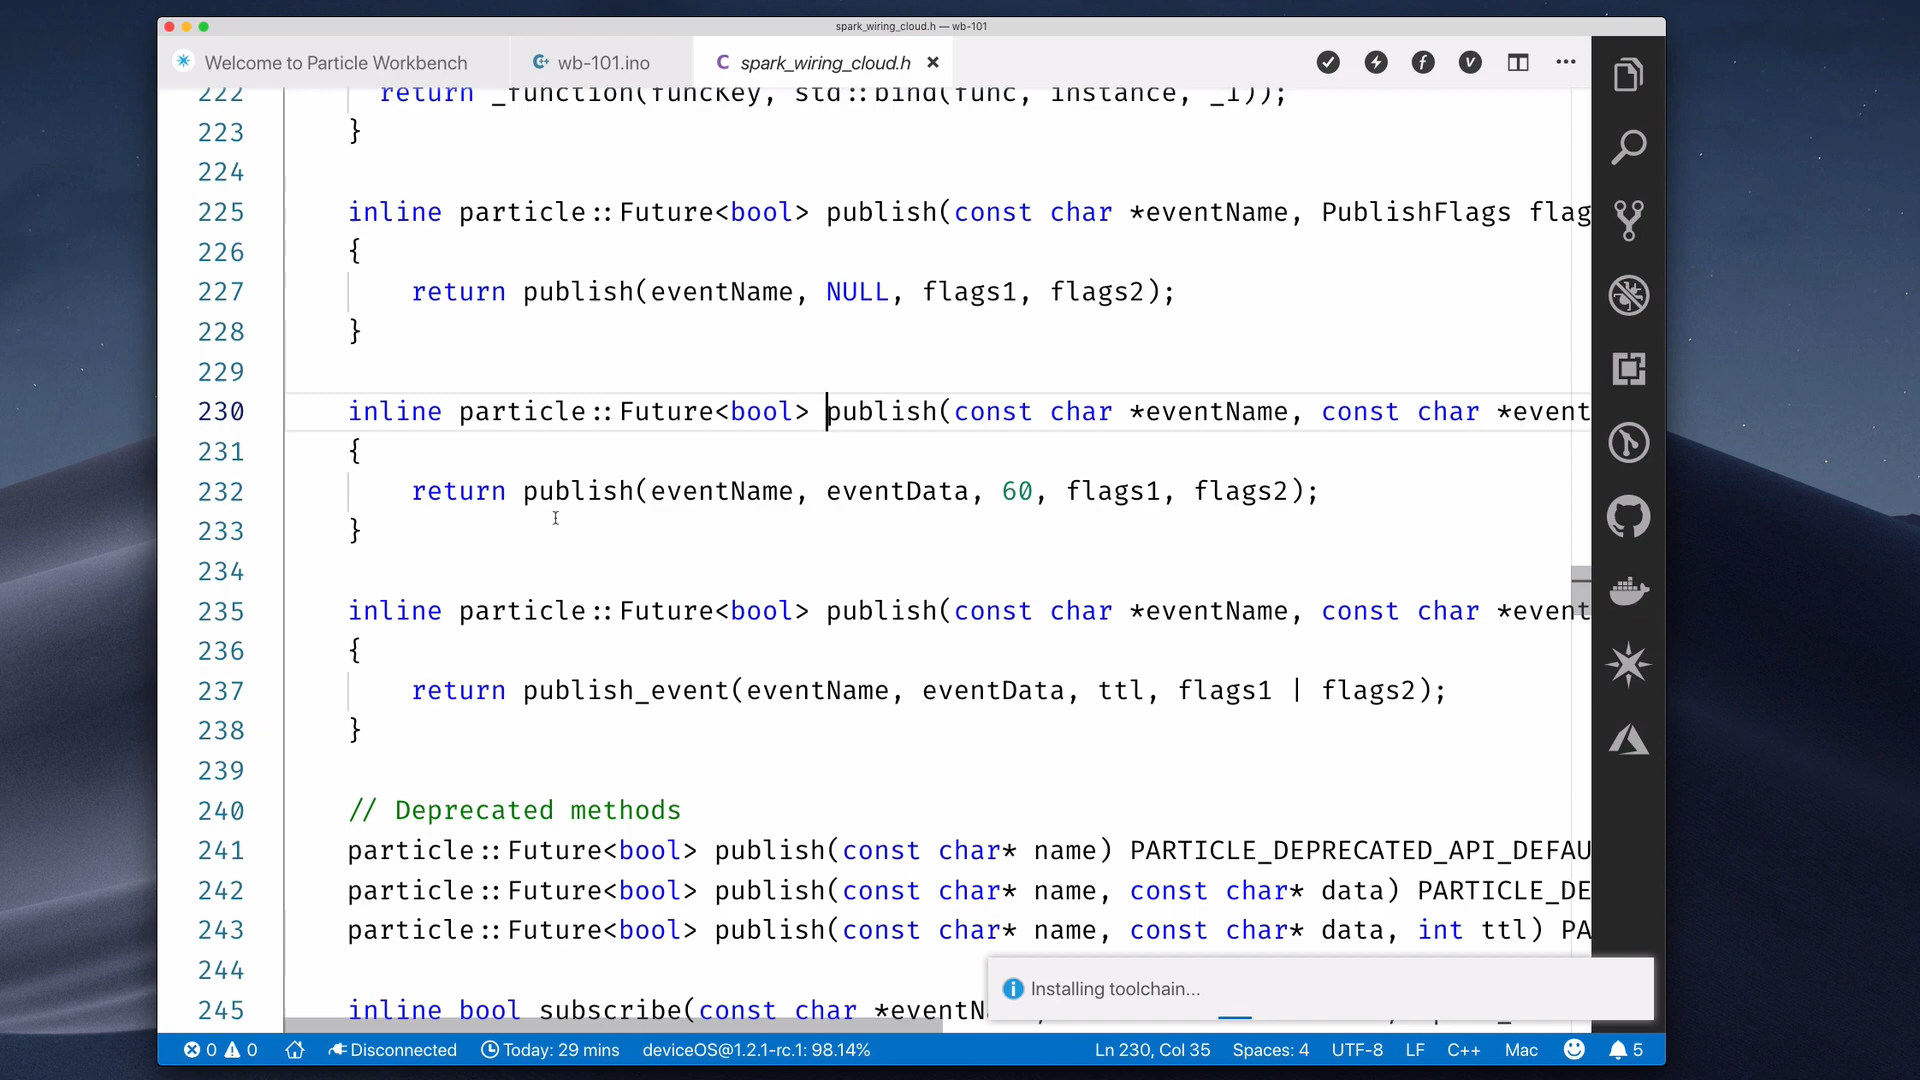 spark_wiring_cloud.h — wb-101
Welcome to Particle Workbench
wb-101.ino
C spark_wiring_cloud.h
222 return _function(funcKey, std::bind(func, instance, _1));
223 }
224
225 inline particle::Future<bool> publish(const char *eventName, PublishFlags flag
226 {
227 return publish(eventName, NULL, flags1, flags2);
228 }
229
230 inline particle::Future<bool> publish(const char *eventName, const char *event
231 {
232 return publish(eventName, eventData, 60, flags1, flags2);
233 }
234
235 inline particle::Future<bool> publish(const char *eventName, const char *event
236 {
237 return publish_event(eventName, eventData, ttl, flags1 | flags2);
238 }
239
240 // Deprecated methods
241 particle::Future<bool> publish(const char* name) PARTICLE_DEPRECATED_API_DEFAU
242 particle::Future<bool> publish(const char* name, const char* data) PARTICLE_DE
243 particle::Future<bool> publish(const char* name, const char* data, int ttl) PA
244
245 inline bool subscribe(const char *eventN
Installing toolchain...
0 0 Disconnected Today: 29 mins deviceOS@1.2.1-rc.1: 98.14% Ln 230, Col 35 Spaces: 4 UTF-8 LF C++ Mac 5